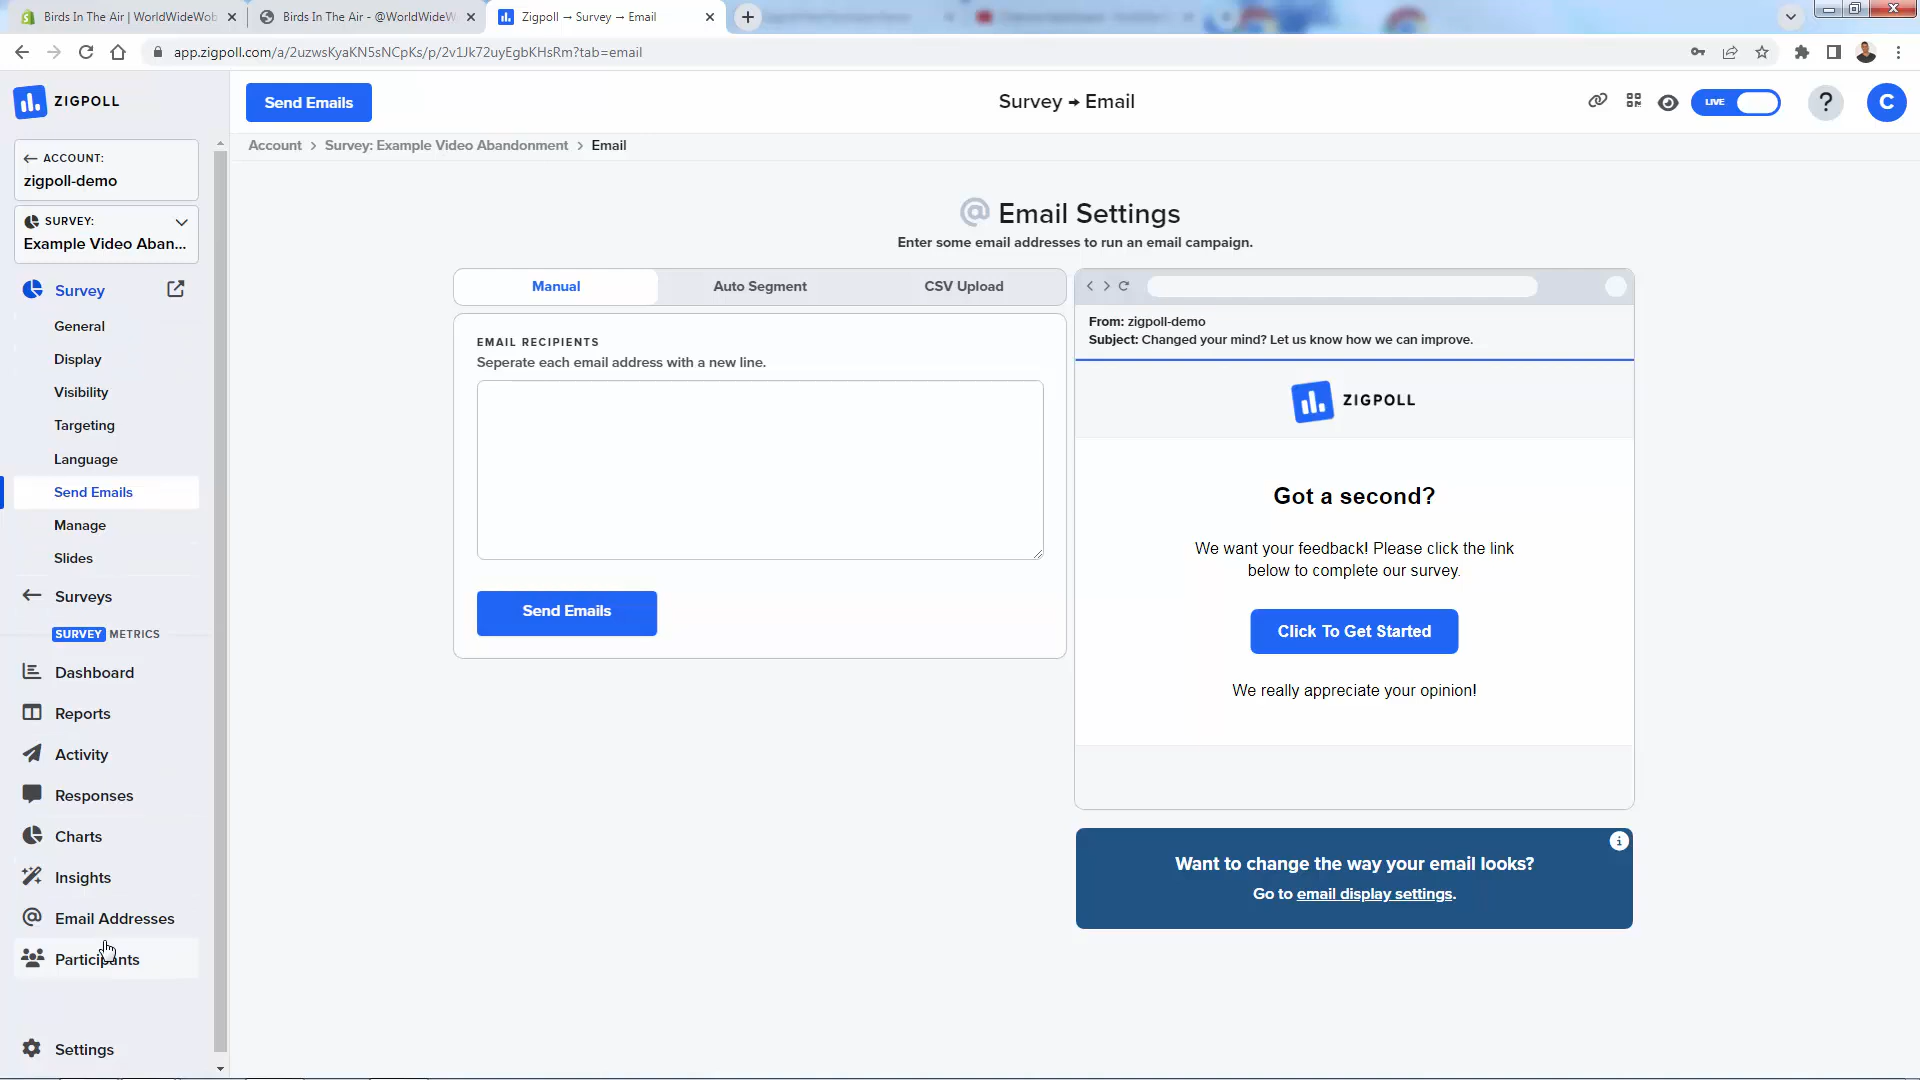 Birds In The Air | WorldWideWob
Birds In The Air - @WorldWideW
Zigpoll → Survey → Email
app.zigpoll.com/a/2uzwsKyaKN5sNCpKs/p/2v1Jk72uyEgbKHsRm?tab=email
ZIGPOLL
Send Emails
Survey → Email
LIVE
?
C
Account > Survey: Example Video Abandonment > Email
ACCOUNT:
zigpoll-demo
SURVEY:
Example Video Aban...
Survey
General
Display
Visibility
Targeting
Language
Send Emails
Manage
Slides
Surveys
SURVEY METRICS
Dashboard
Reports
Activity
Responses
Charts
Insights
Email Addresses
Participants
Settings
Email Settings
Enter some email addresses to run an email campaign.
Manual
Auto Segment
CSV Upload
EMAIL RECIPIENTS
Seperate each email address with a new line.
Send Emails
From: zigpoll-demo
Subject: Changed your mind? Let us know how we can improve.
ZIGPOLL
Got a second?
We want your feedback! Please click the link
below to complete our survey.
Click To Get Started
We really appreciate your opinion!
Want to change the way your email looks?
Go to email display settings.